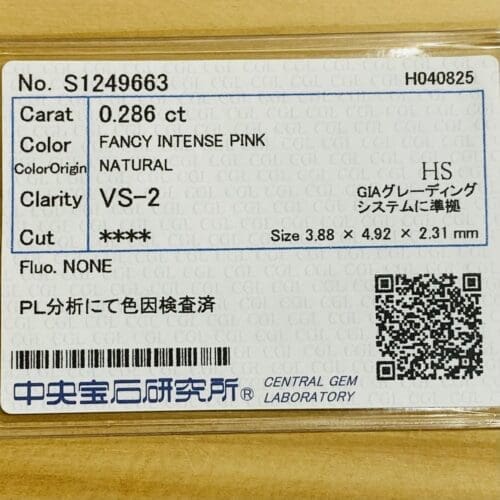 No. S1249663 H040825
Carat 0.286 ct
Color FANCY INTENSE PINK
ColorOrigin NATURAL
Clarity VS-2 HS
GIAグレーディング
システムに準拠
Cut **** Size 3.88 × 4.92 × 2.31 mm
Fluo. NONE
PL分析にて色因検査済
中央宝石研究所® CENTRAL GEM
LABORATORY